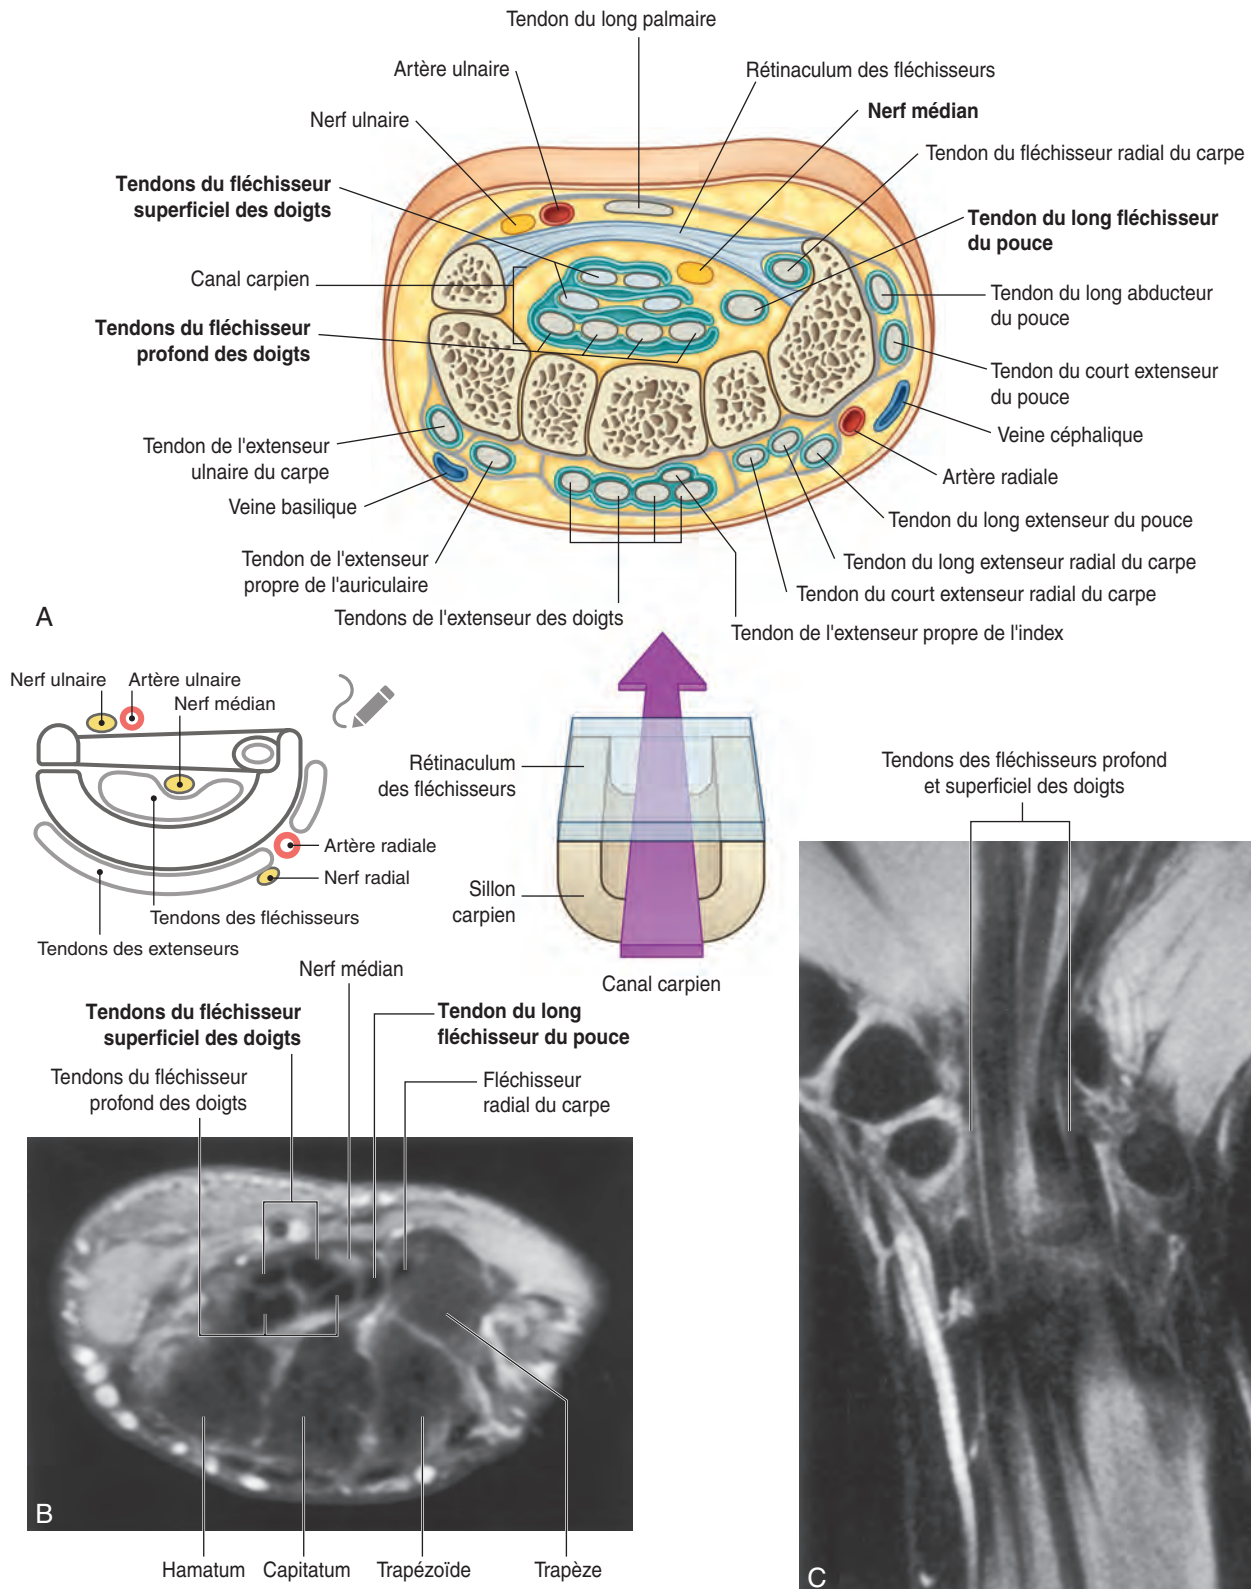 Tendon du long palmaire
Artère ulnaire
Rétinaculum des fléchisseurs
Nerf ulnaire
Nerf médian
Tendon du fléchisseur radial du carpe
Tendons du fléchisseur
superficiel des doigts
Tendon du long fléchisseur
du pouce
Canal carpien
Tendon du long abducteur
du pouce
Tendons du fléchisseur
profond des doigts
Tendon du court extenseur
du pouce
Tendon de l'extenseur
ulnaire du carpe
Veine céphalique
Artère radiale
Veine basilique
Tendon du long extenseur du pouce
Tendon de l'extenseur
propre de l'auriculaire
Tendon du long extenseur radial du carpe
Tendon du court extenseur radial du carpe
Tendons de l'extenseur des doigts
Tendon de l'extenseur propre de l'index
A
Nerf ulnaire
Artère ulnaire
Nerf médian
Artère radiale
Nerf radial
Tendons des fléchisseurs
Tendons des extenseurs
Rétinaculum
des fléchisseurs
Sillon
carpien
Canal carpien
Tendons des fléchisseurs profond
et superficiel des doigts
Nerf médian
Tendons du fléchisseur
superficiel des doigts
Tendon du long
fléchisseur du pouce
Tendons du fléchisseur
profond des doigts
Fléchisseur
radial du carpe
B
Hamatum
Capitatum
Trapézoïde
Trapèze
C